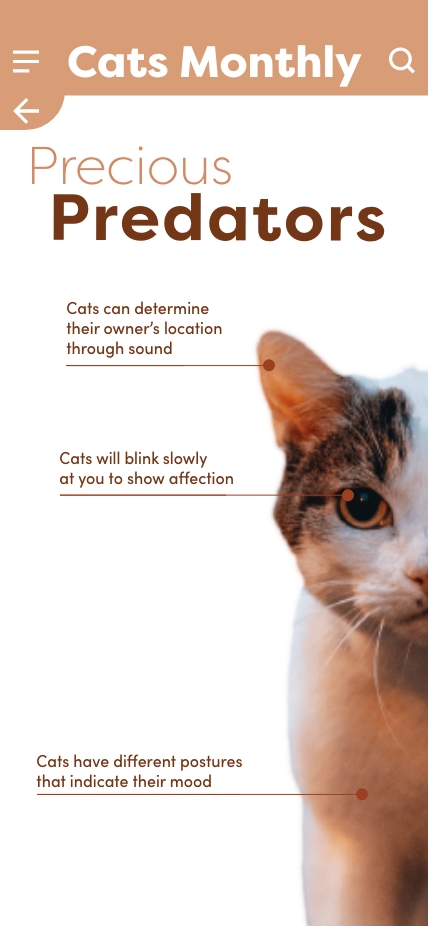 Cats Monthly
Precious
Predators
Cats can determine
their owner’s location
through sound
Cats will blink slowly
at you to show affection
Cats have different postures
that indicate their mood